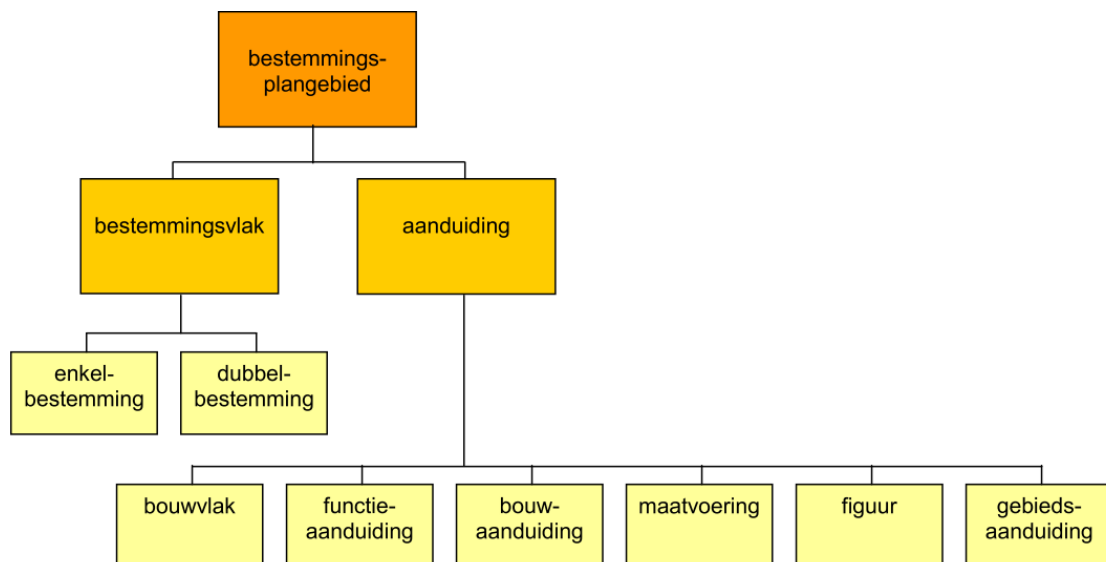 bestemmings-
plangebied
bestemmingsvlak
aanduiding
enkel-
bestemming
dubbel-
bestemming
bouwvlak
functie-
aanduiding
bouw-
aanduiding
maatvoering
figuur
gebieds-
aanduiding